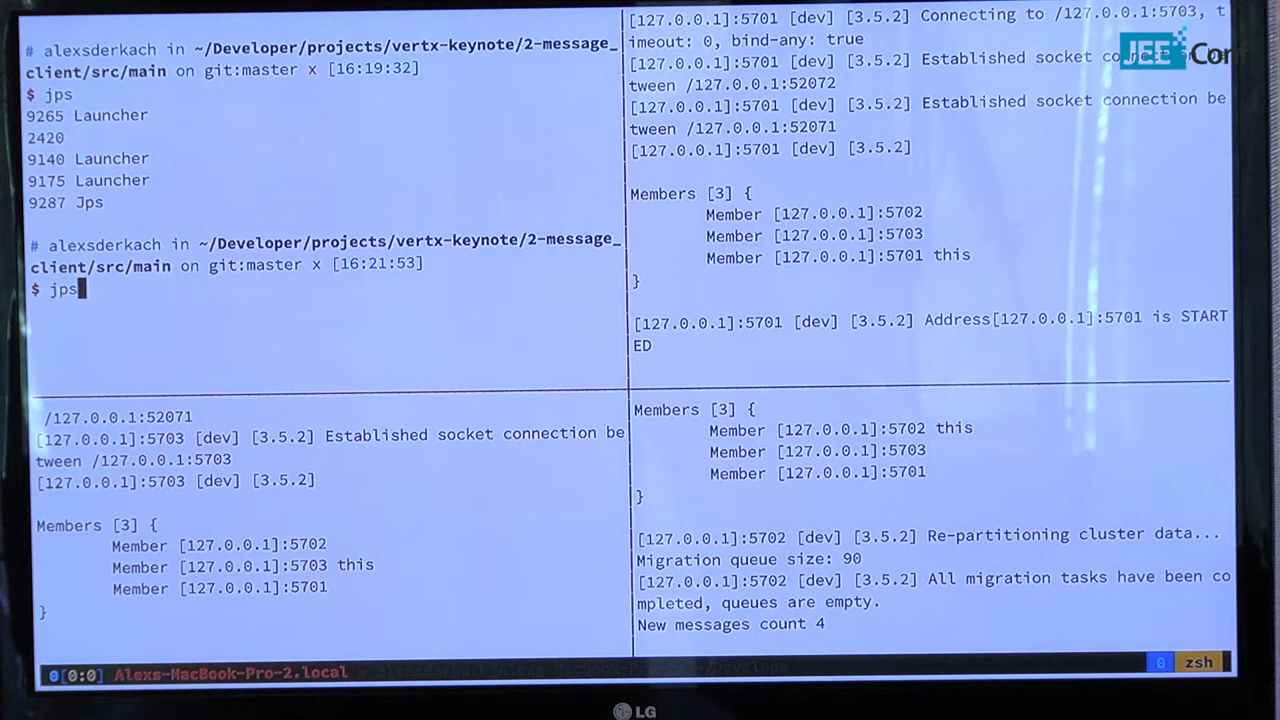 # alexsderkach in ~/Developer/projects/vertx-keynote/2-message_
client/src/main on git:master x [16:19:32]
$ jps
9265 Launcher
2420
9140 Launcher
9175 Launcher
9287 Jps
# alexsderkach in ~/Developer/projects/vertx-keynote/2-message_
client/src/main on git:master x [16:21:53]
$ jps
[127.0.0.1]:5701 [dev] [3.5.2] Connecting to /127.0.0.1:5703, t
imeout: 0, bind-any: true
[127.0.0.1]:5701 [dev] [3.5.2] Established socket connection be
tween /127.0.0.1:52072
[127.0.0.1]:5701 [dev] [3.5.2] Established socket connection be
tween /127.0.0.1:52071
[127.0.0.1]:5701 [dev] [3.5.2]
Members [3] {
Member [127.0.0.1]:5702
Member [127.0.0.1]:5703
Member [127.0.0.1]:5701 this
}
[127.0.0.1]:5701 [dev] [3.5.2] Address[127.0.0.1]:5701 is START
ED
JEEConf
/127.0.0.1:52071
[127.0.0.1]:5703 [dev] [3.5.2] Established socket connection be
tween /127.0.0.1:5703
[127.0.0.1]:5703 [dev] [3.5.2]
Members [3] {
Member [127.0.0.1]:5702
Member [127.0.0.1]:5703 this
Member [127.0.0.1]:5701
}
Members [3] {
Member [127.0.0.1]:5702 this
Member [127.0.0.1]:5703
Member [127.0.0.1]:5701
}
[127.0.0.1]:5702 [dev] [3.5.2] Re-partitioning cluster data...
Migration queue size: 90
[127.0.0.1]:5702 [dev] [3.5.2] All migration tasks have been co
mpleted, queues are empty.
New messages count 4
0[0:0] Alexs-MacBook-Pro-2.local
0 zsh
LG